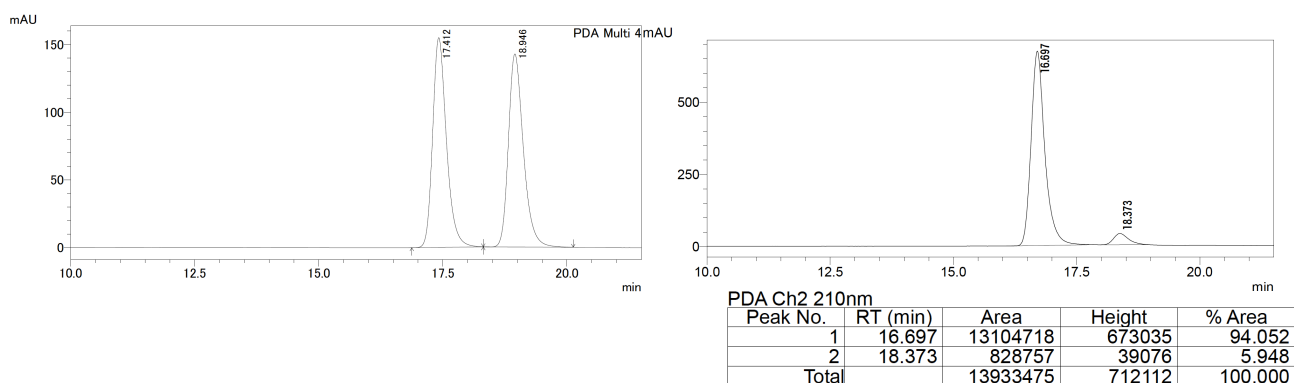 mAU
PDA Multi 4
150
100
50
0
17.412
18.946
10.0 12.5 15.0 17.5 20.0
min
mAU
500
250
0
16.697
18.373
10.0 12.5 15.0 17.5 20.0
min
PDA Ch2 210nm
Peak No. RT (min) Area Height % Area
1 16.697 13104718 673035 94.052
2 18.373 828757 39076 5.948
Total 13933475 712112 100.000